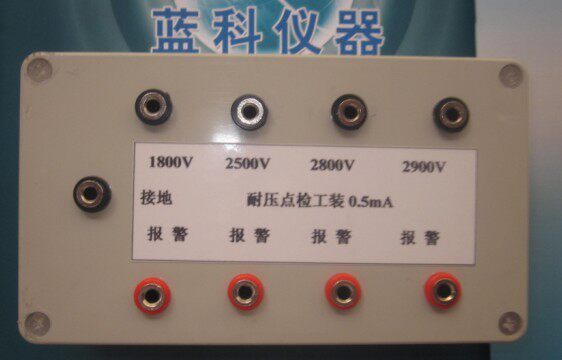 蓝科仪器
1800V 2500V 2800V 2900V
接地 耐压点检工装 0.5mA
报 警 报 警 报 警 报 警